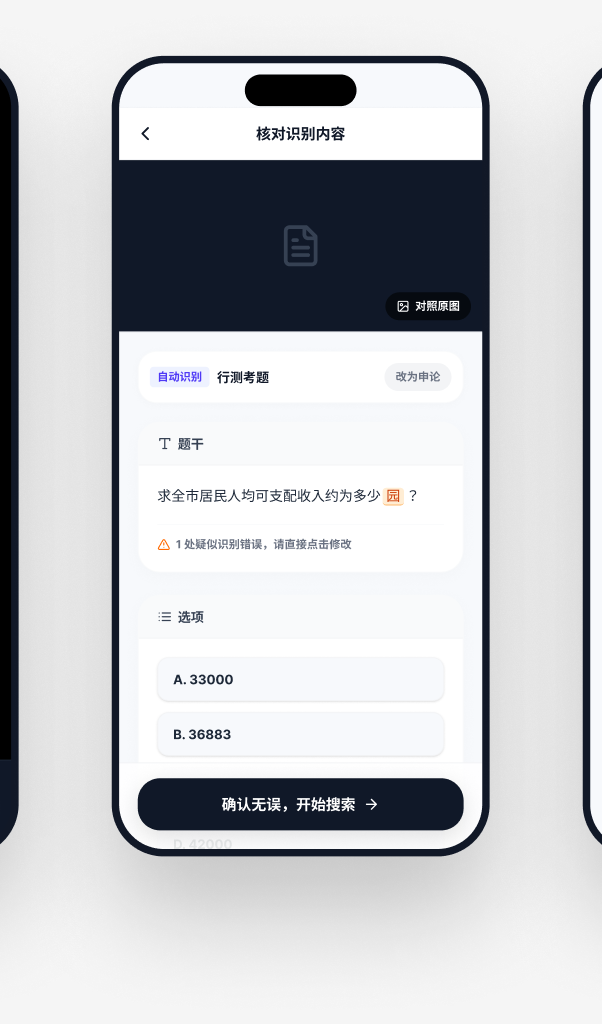 核对识别内容
对照原图
自动识别 行测考题 改为申论
题干
求全市居民人均可支配收入约为多少园？
1 处疑似识别错误，请直接点击修改
选项
A. 33000
B. 36883
确认无误，开始搜索
D. 42000